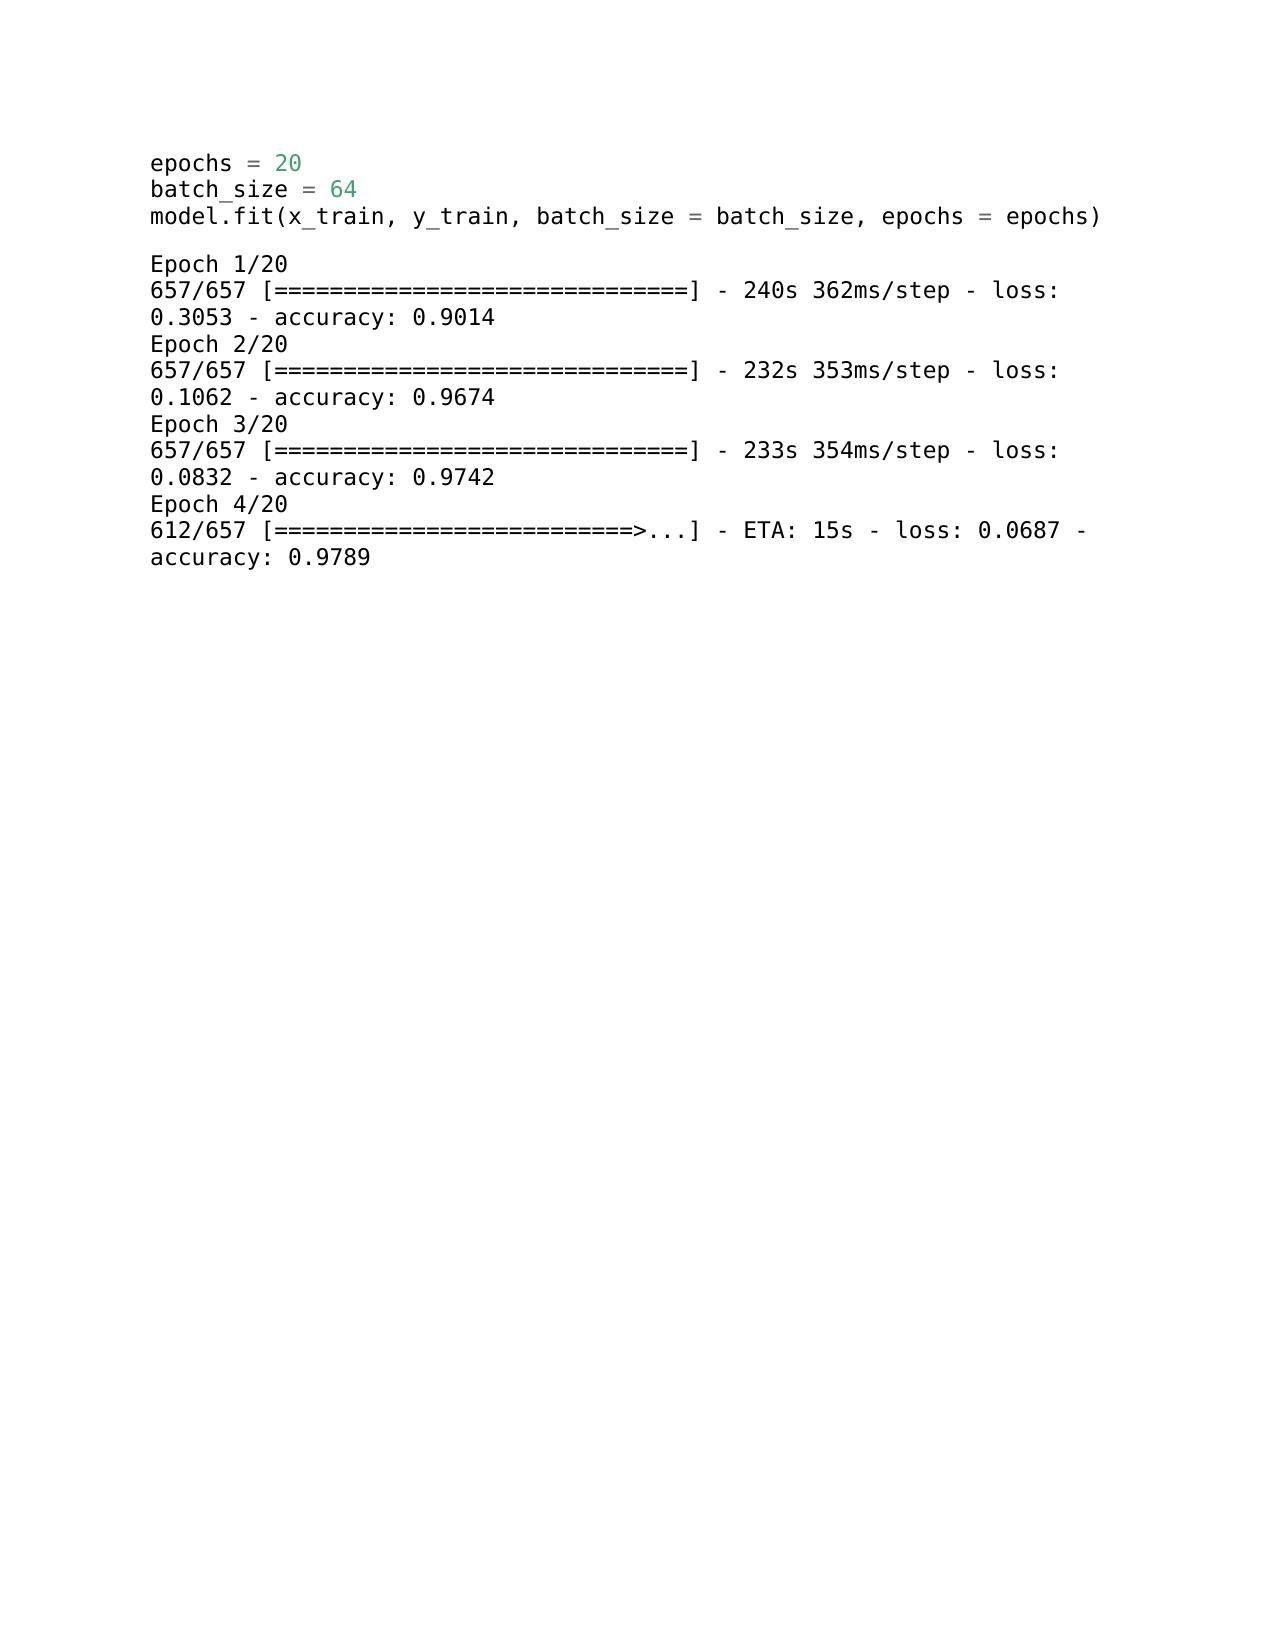 epochs = 20
batch_size = 64
model.fit(x_train, y_train, batch_size = batch_size, epochs = epochs)
Epoch 1/20
657/657 [==============================] - 240s 362ms/step - loss:
0.3053 - accuracy: 0.9014
Epoch 2/20
657/657 [==============================] - 232s 353ms/step - loss:
0.1062 - accuracy: 0.9674
Epoch 3/20
657/657 [==============================] - 233s 354ms/step - loss:
0.0832 - accuracy: 0.9742
Epoch 4/20
612/657 [==========================>...] - ETA: 15s - loss: 0.0687 -
accuracy: 0.9789